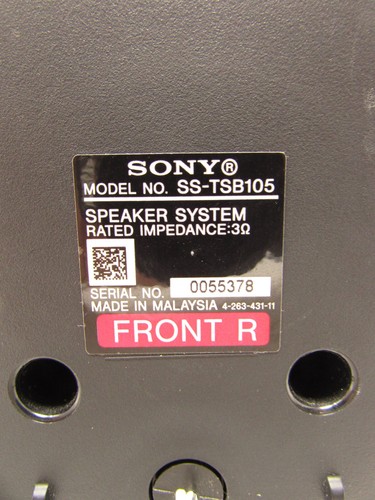 SONY®
MODEL NO. SS-TSB105
SPEAKER SYSTEM
RATED IMPEDANCE:3Ω
SERIAL NO. 0055378
MADE IN MALAYSIA 4-263-431-11
FRONT R